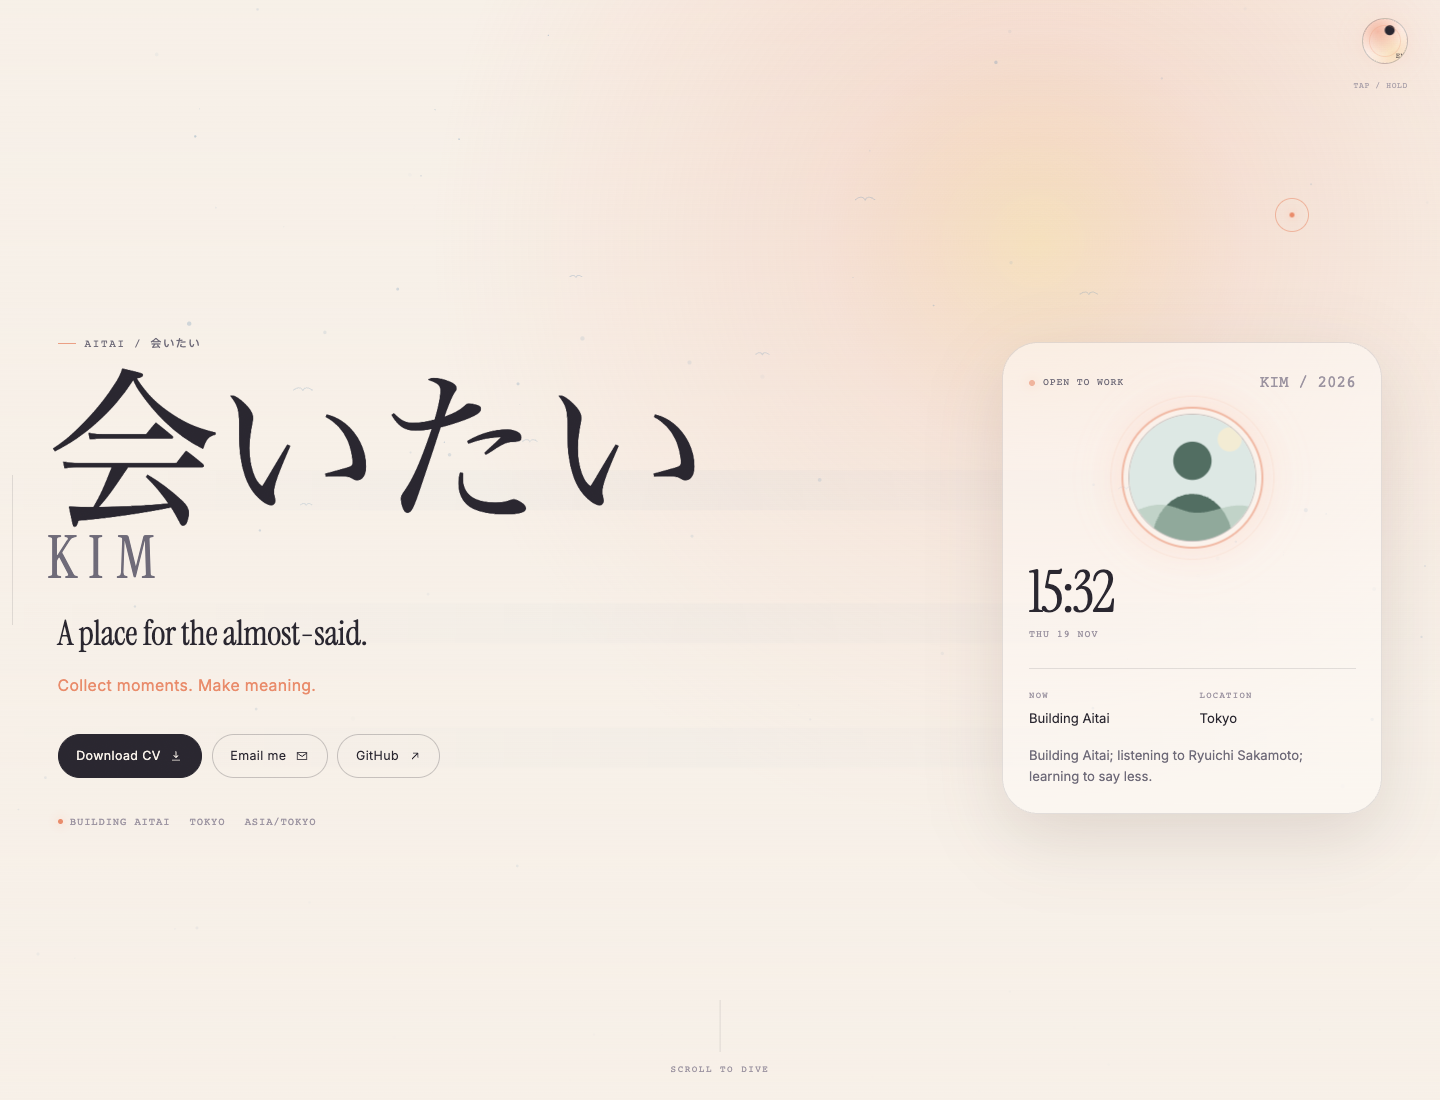 TAP / HOLD
AITAI / 会いたい
会いたい
KIM
A place for the almost-said.
Collect moments. Make meaning.
Download CV
Email me
GitHub
BUILDING AITAI TOKYO ASIA/TOKYO
OPEN TO WORK
KIM / 2026
15:32
THU 19 NOV
NOW
Building Aitai
LOCATION
Tokyo
Building Aitai; listening to Ryuichi Sakamoto;
learning to say less.
SCROLL TO DIVE